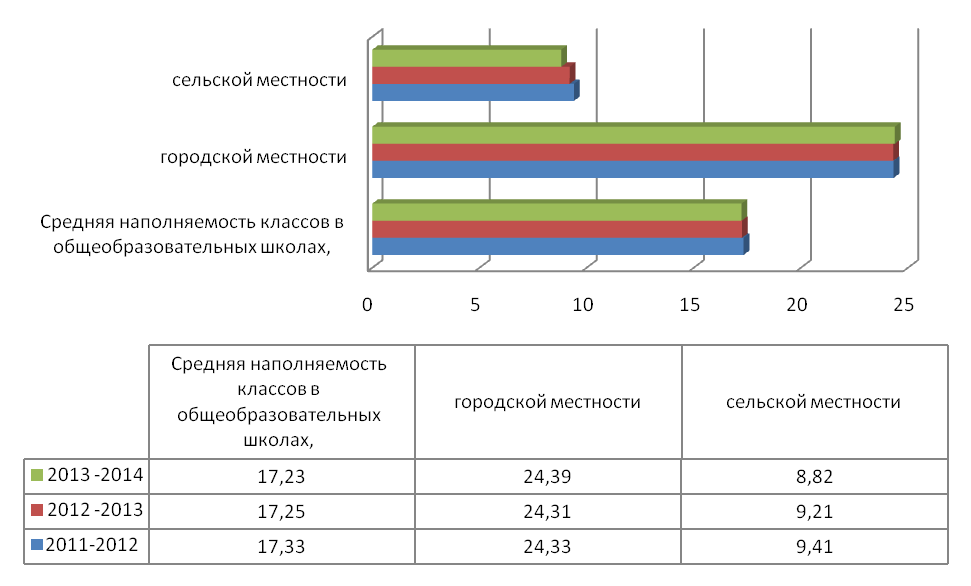 сельской местности
городской местности
Средняя наполняемость классов в
общеобразовательных школах,
0 5 10 15 20 25
Средняя наполняемость
классов в
общеобразовательных
школах,
городской местности
сельской местности
2013 -2014 17,23 24,39 8,82
2012 -2013 17,25 24,31 9,21
2011-2012 17,33 24,33 9,41